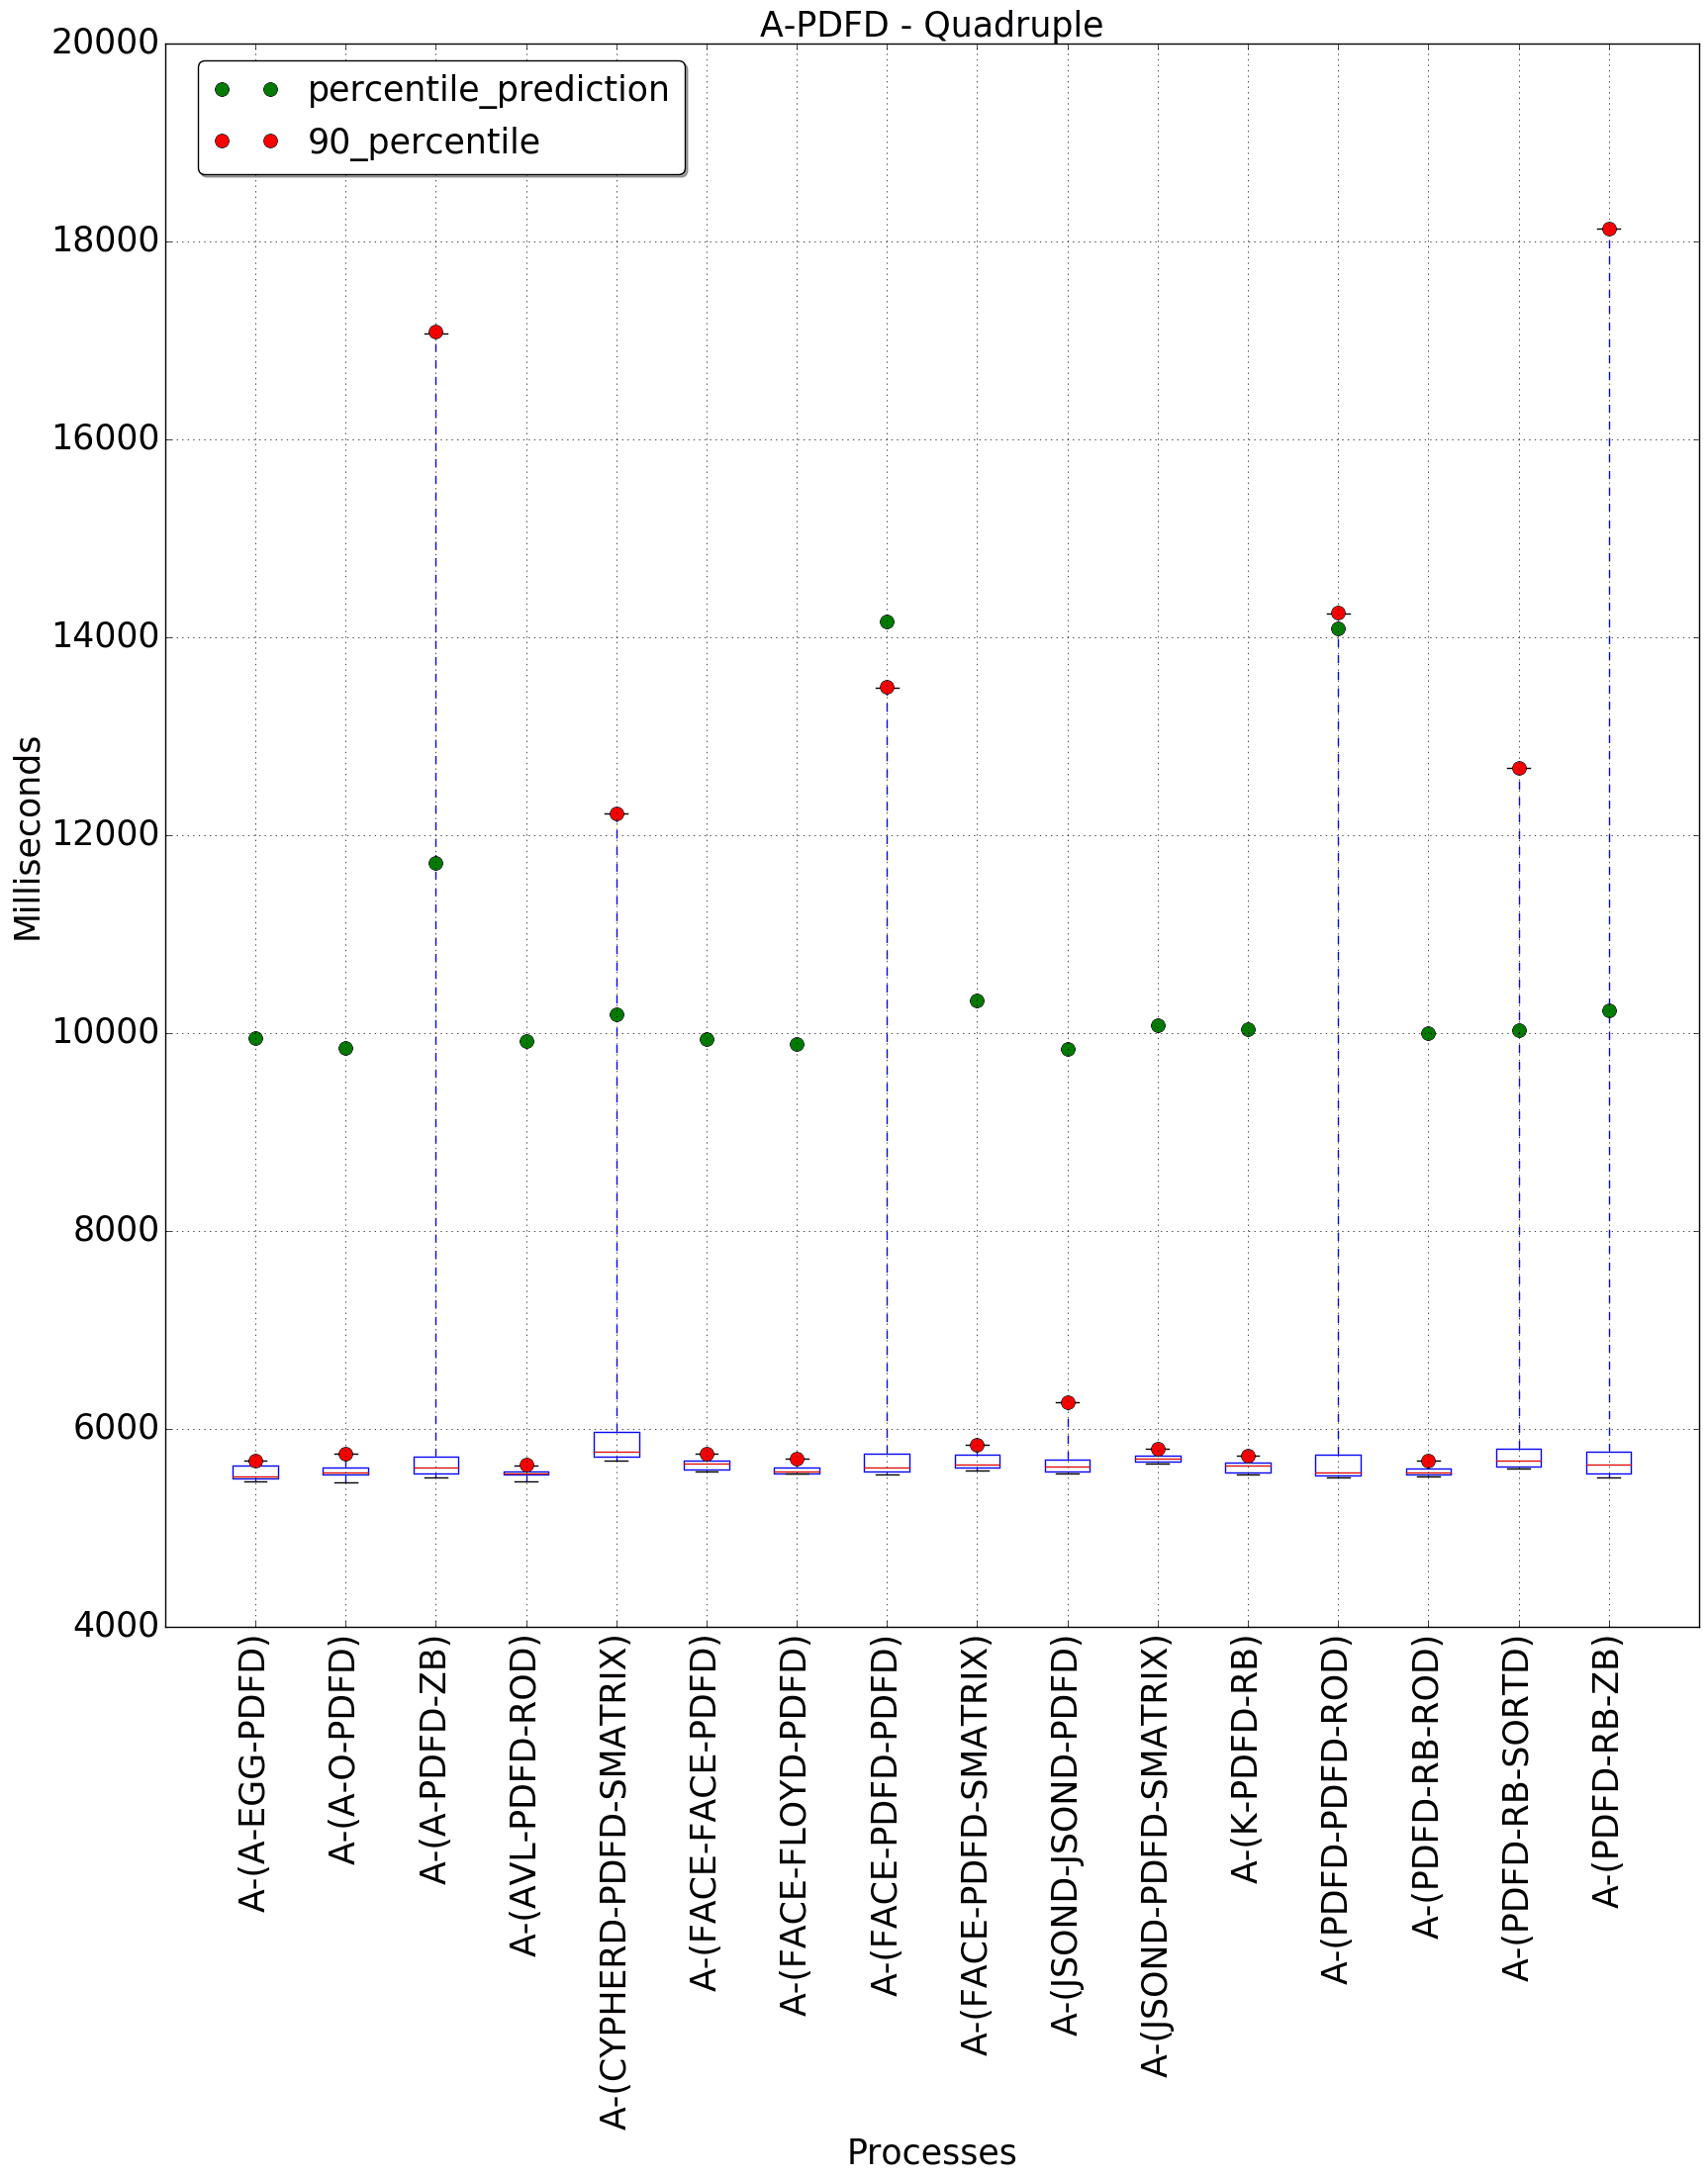 A-PDFD - Quadruple
percentile_prediction
90_percentile
20000
18000
16000
14000
12000
10000
8000
6000
4000
Milliseconds
A-(A-EGG-PDFD)
A-(A-O-PDFD)
A-(A-PDFD-ZB)
A-(AVL-PDFD-ROD)
A-(CYPHERD-PDFD-SMATRIX)
A-(FACE-FACE-PDFD)
A-(FACE-FLOYD-PDFD)
A-(FACE-PDFD-PDFD)
A-(FACE-PDFD-SMATRIX)
A-(JSOND-JSOND-PDFD)
A-(JSOND-PDFD-SMATRIX)
A-(K-PDFD-RB)
A-(PDFD-PDFD-ROD)
A-(PDFD-RB-ROD)
A-(PDFD-RB-SORTD)
A-(PDFD-RB-ZB)
Processes